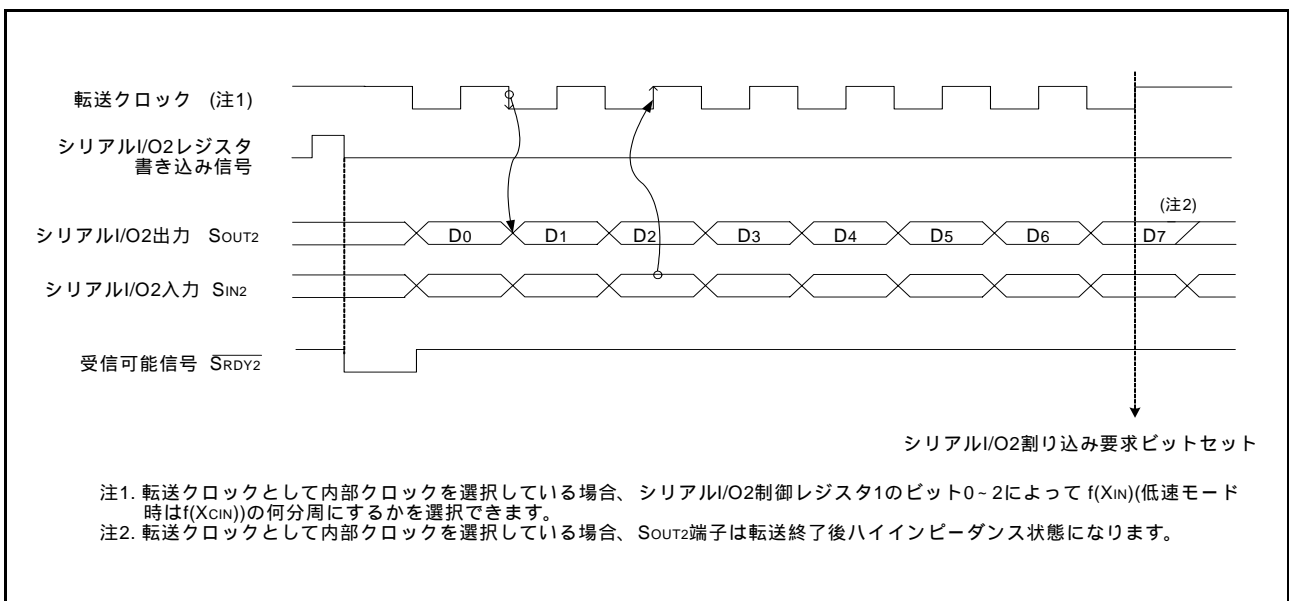 転送クロック (注1)
シリアルI/O2レジスタ
書き込み信号
(注2)
シリアルI/O2出力 SOUT2
D0 D1 D2 D3 D4 D5 D6 D7
シリアルI/O2入力 SIN2
受信可能信号 SRDY2
シリアルI/O2割り込み要求ビットセット
注1. 転送クロックとして内部クロックを選択している場合、シリアルI/O2制御レジスタ1のビット0~2によって f(XIN)(低速モード
時はf(XCIN))の何分周にするかを選択できます。
注2. 転送クロックとして内部クロックを選択している場合、SOUT2端子は転送終了後ハイインピーダンス状態になります。